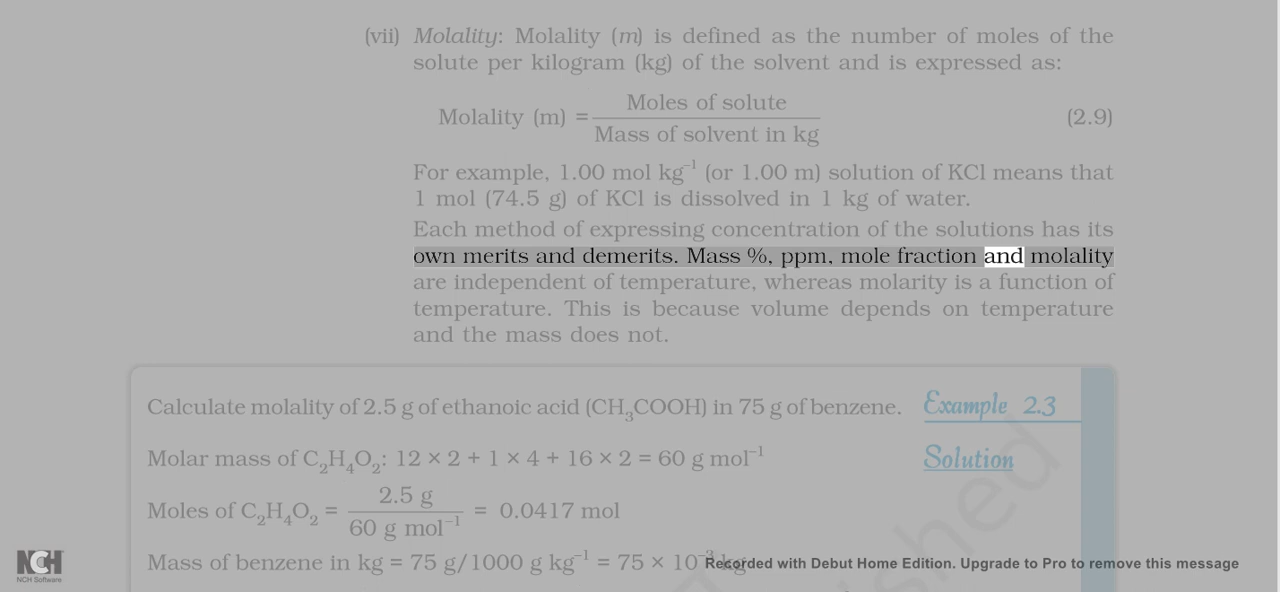 (vii) Molality: Molality (m) is defined as the number of moles of the
solute per kilogram (kg) of the solvent and is expressed as:
Moles of solute
Molality (m) = (2.9)
Mass of solvent in kg
For example, 1.00 mol kg⁻¹ (or 1.00 m) solution of KCl means that
1 mol (74.5 g) of KCl is dissolved in 1 kg of water.
Each method of expressing concentration of the solutions has its
own merits and demerits. Mass %, ppm, mole fraction and molality
are independent of temperature, whereas molarity is a function of
temperature. This is because volume depends on temperature
and the mass does not.
Calculate molality of 2.5 g of ethanoic acid (CH₃COOH) in 75 g of benzene. Example 2.3
Molar mass of C₂H₄O₂: 12 × 2 + 1 × 4 + 16 × 2 = 60 g mol⁻¹ Solution
2.5 g
Moles of C₂H₄O₂ = = 0.0417 mol
60 g mol⁻¹
Mass of benzene in kg = 75 g/1000 g kg⁻¹ = 75 × 10⁻³ kg
NCH
NCH Software
Recorded with Debut Home Edition. Upgrade to Pro to remove this message